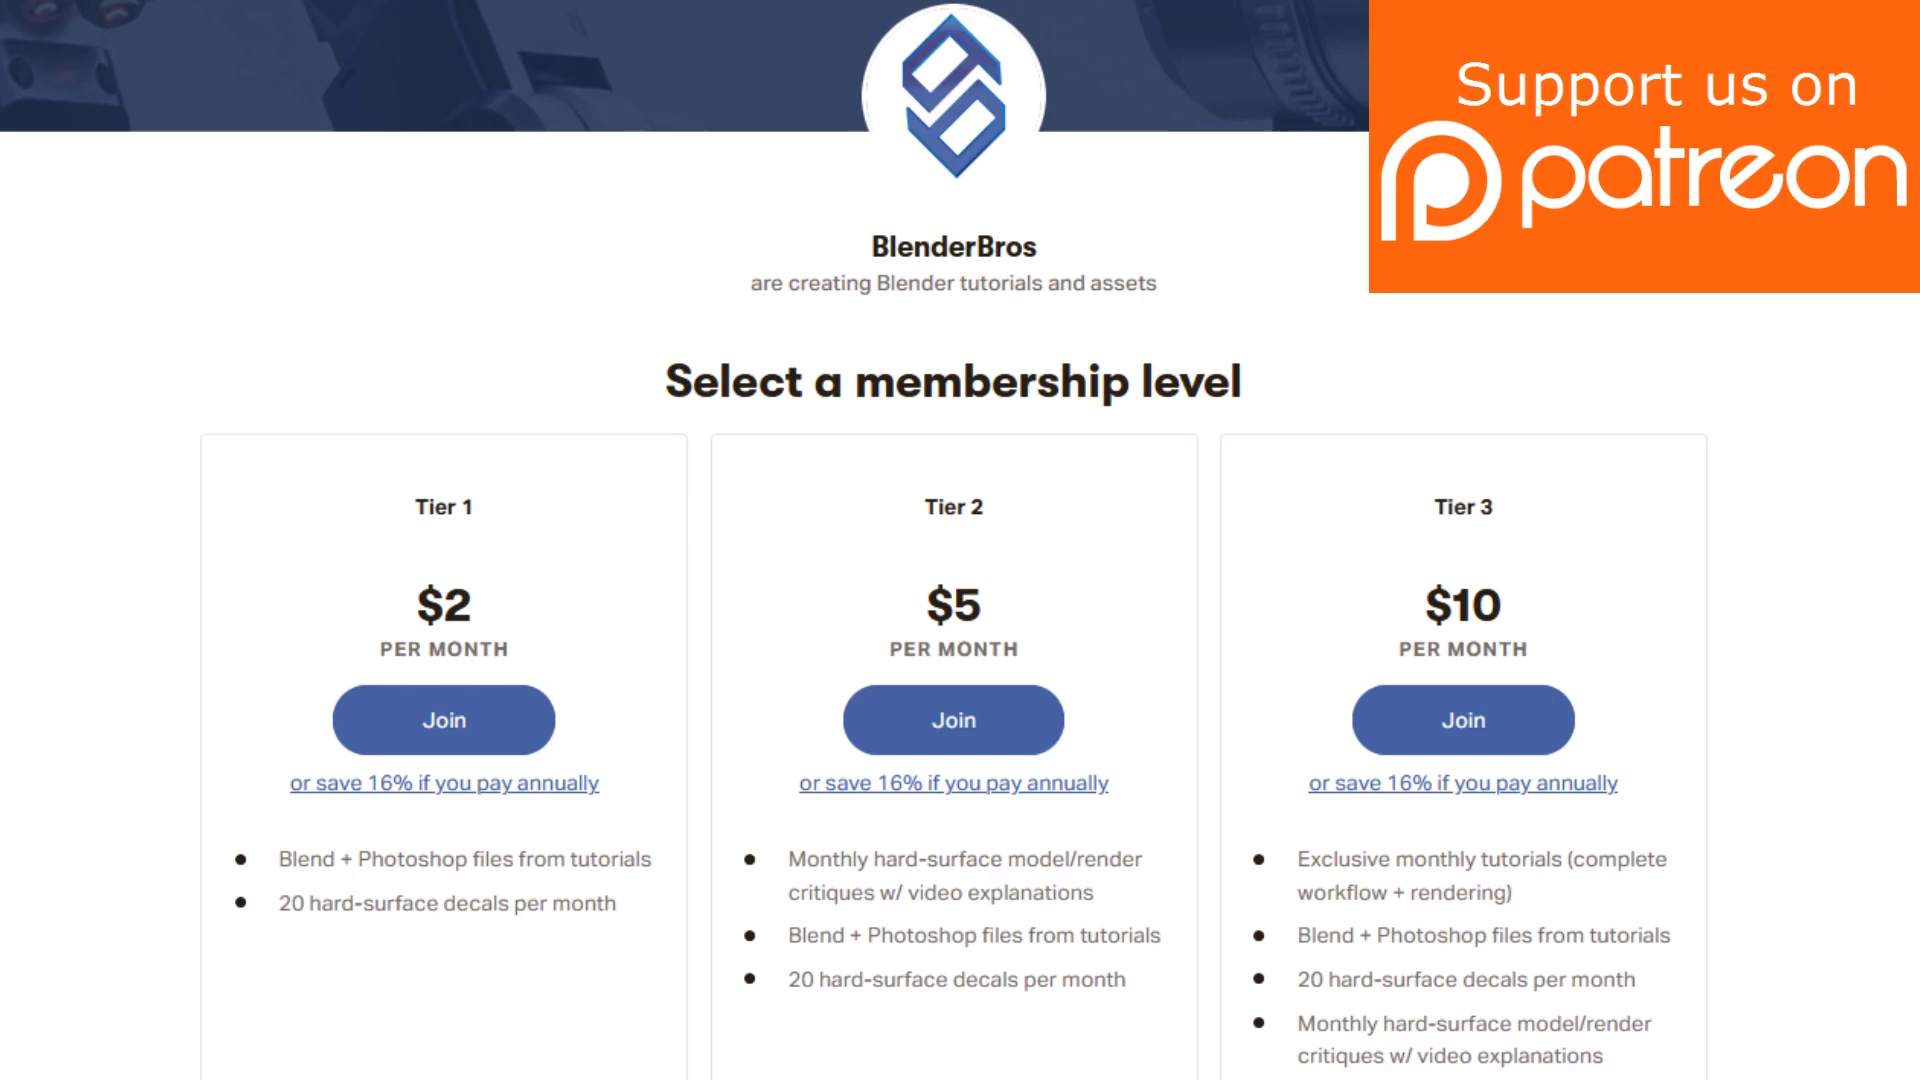 Support us on
patreon
BlenderBros
are creating Blender tutorials and assets
Select a membership level
Tier 1
$2
PER MONTH
Join
or save 16% if you pay annually
Blend + Photoshop files from tutorials
20 hard-surface decals per month
Tier 2
$5
PER MONTH
Join
or save 16% if you pay annually
Monthly hard-surface model/render
critiques w/ video explanations
Blend + Photoshop files from tutorials
20 hard-surface decals per month
Tier 3
$10
PER MONTH
Join
or save 16% if you pay annually
Exclusive monthly tutorials (complete
workflow + rendering)
Blend + Photoshop files from tutorials
20 hard-surface decals per month
Monthly hard-surface model/render
critiques w/ video explanations